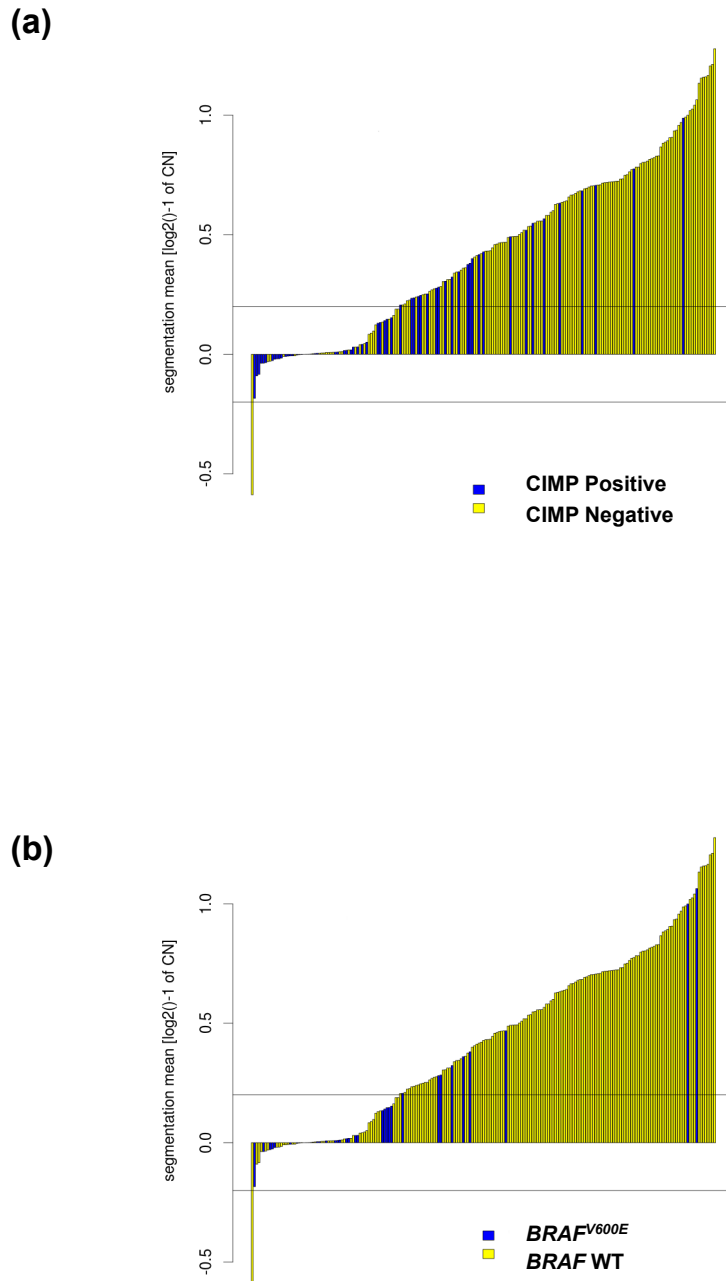 (a)
segmentation mean [log2()-1 of CN]
1.0
0.5
0.0
-0.5
CIMP Positive
CIMP Negative
(b)
segmentation mean [log2()-1 of CN]
1.0
0.5
0.0
-0.5
BRAF^V600E
BRAF WT